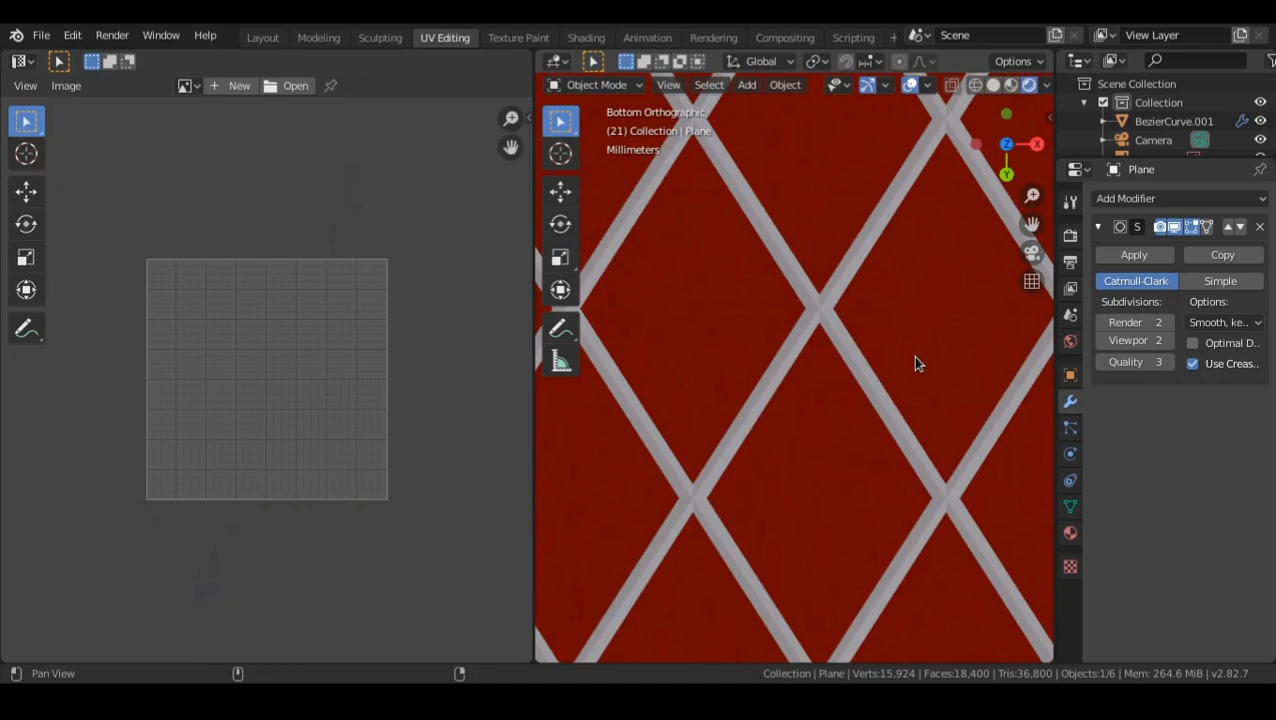 File Edit Render Window Help Layout Modeling Sculpting UV Editing Texture Paint Shading Animation Rendering Compositing Scripting + Scene View Layer
Global Options
View Image + New Open
Object Mode View Select Add Object
Scene Collection
Collection
BezierCurve.001
Camera
Bottom Orthographic
(21) Collection | Plane
Millimeters
Z X
Y
Plane
Add Modifier
S
Apply Copy
Catmull-Clark Simple
Subdivisions: Options:
Render 2 Smooth, ke..
Viewpor 2 Optimal D..
Quality 3 Use Creas..
Pan View Collection | Plane | Verts:15,924 | Faces:18,400 | Tris:36,800 | Objects:1/6 | Mem: 264.6 MiB | v2.82.7